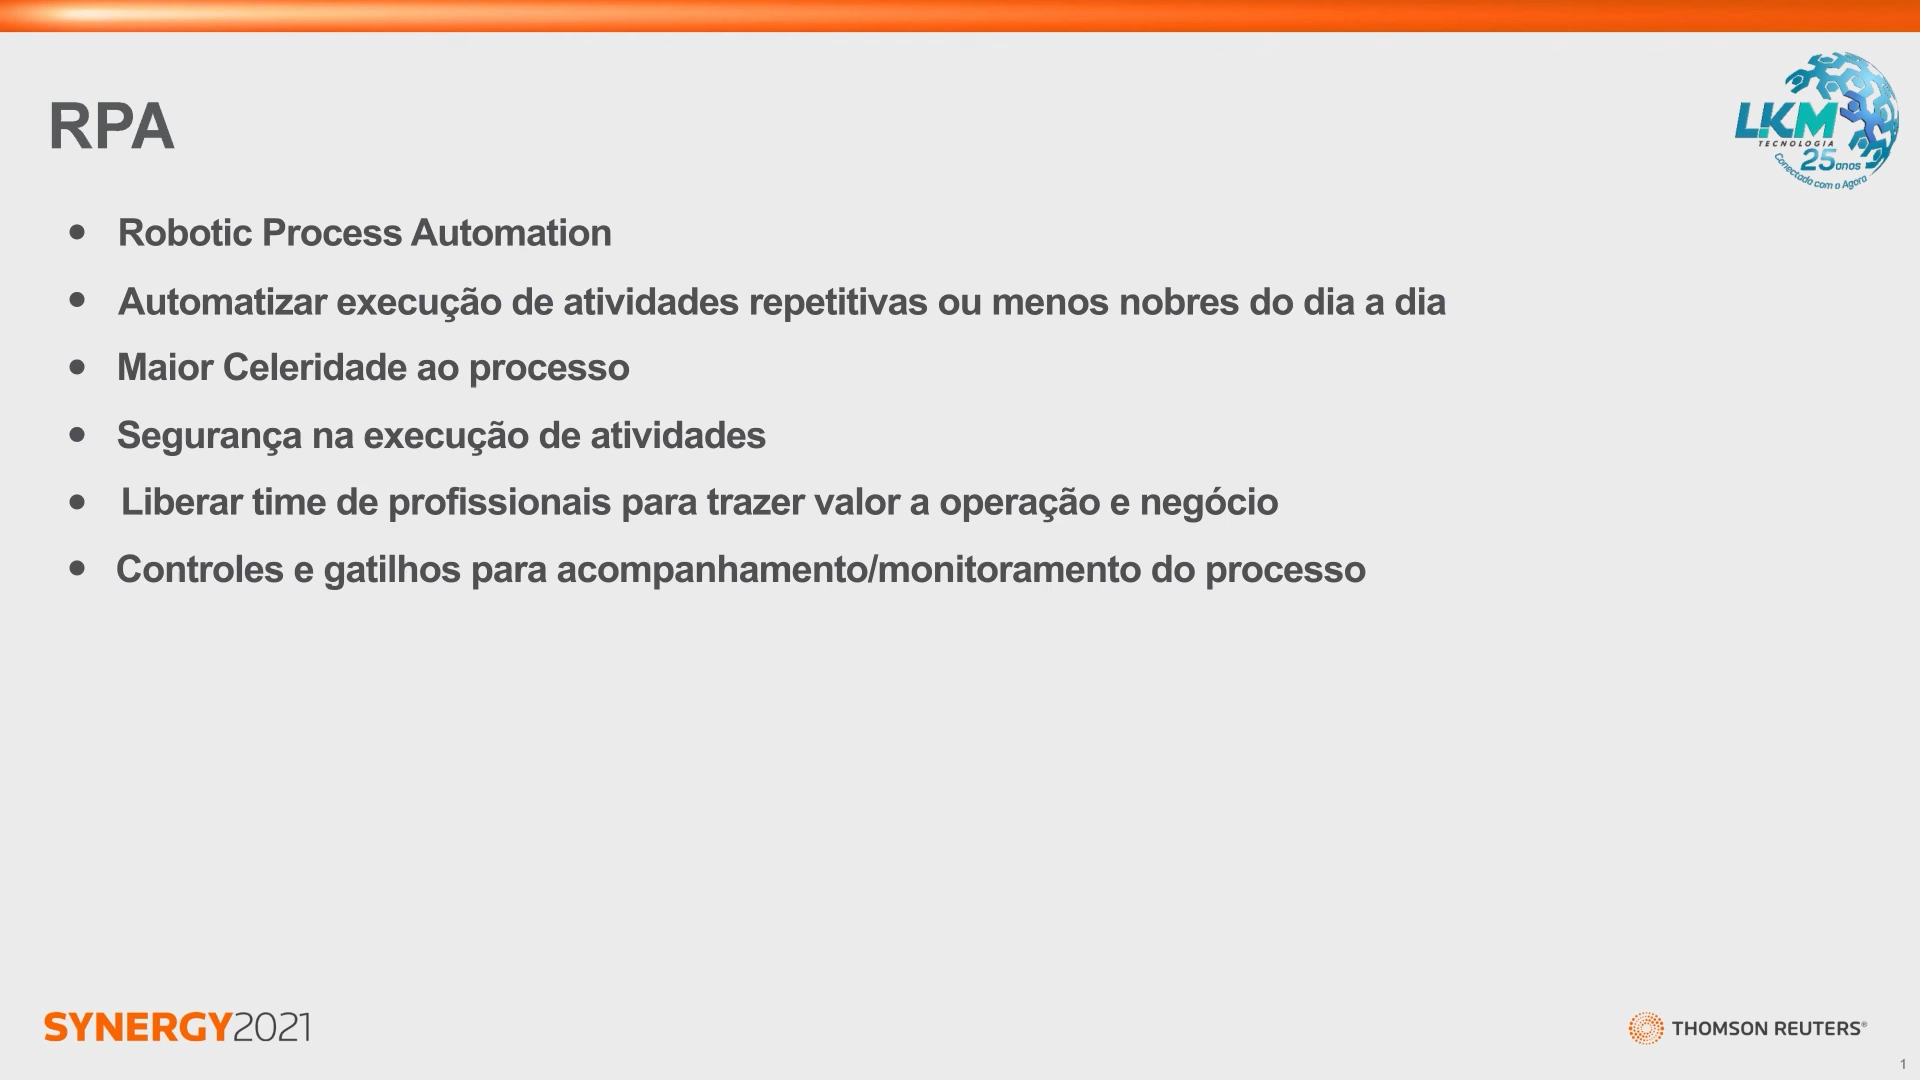 RPA
LKM
TECNOLOGIA
25 anos
Conectado com o Agora
• Robotic Process Automation
• Automatizar execução de atividades repetitivas ou menos nobres do dia a dia
• Maior Celeridade ao processo
• Segurança na execução de atividades
• Liberar time de profissionais para trazer valor a operação e negócio
• Controles e gatilhos para acompanhamento/monitoramento do processo
SYNERGY2021
THOMSON REUTERS®
1